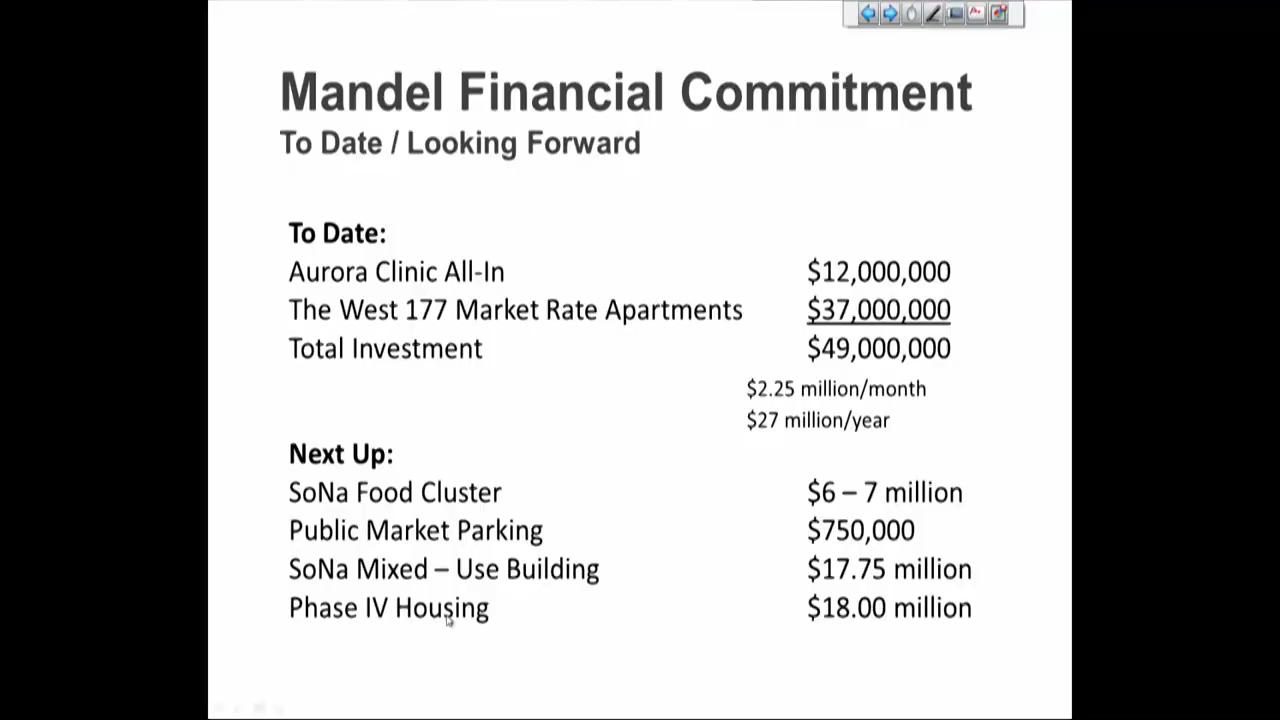 Mandel Financial Commitment
To Date / Looking Forward
To Date:
Aurora Clinic All-In $12,000,000
The West 177 Market Rate Apartments $37,000,000
Total Investment $49,000,000
$2.25 million/month
$27 million/year
Next Up:
SoNa Food Cluster $6 – 7 million
Public Market Parking $750,000
SoNa Mixed – Use Building $17.75 million
Phase IV Housing $18.00 million